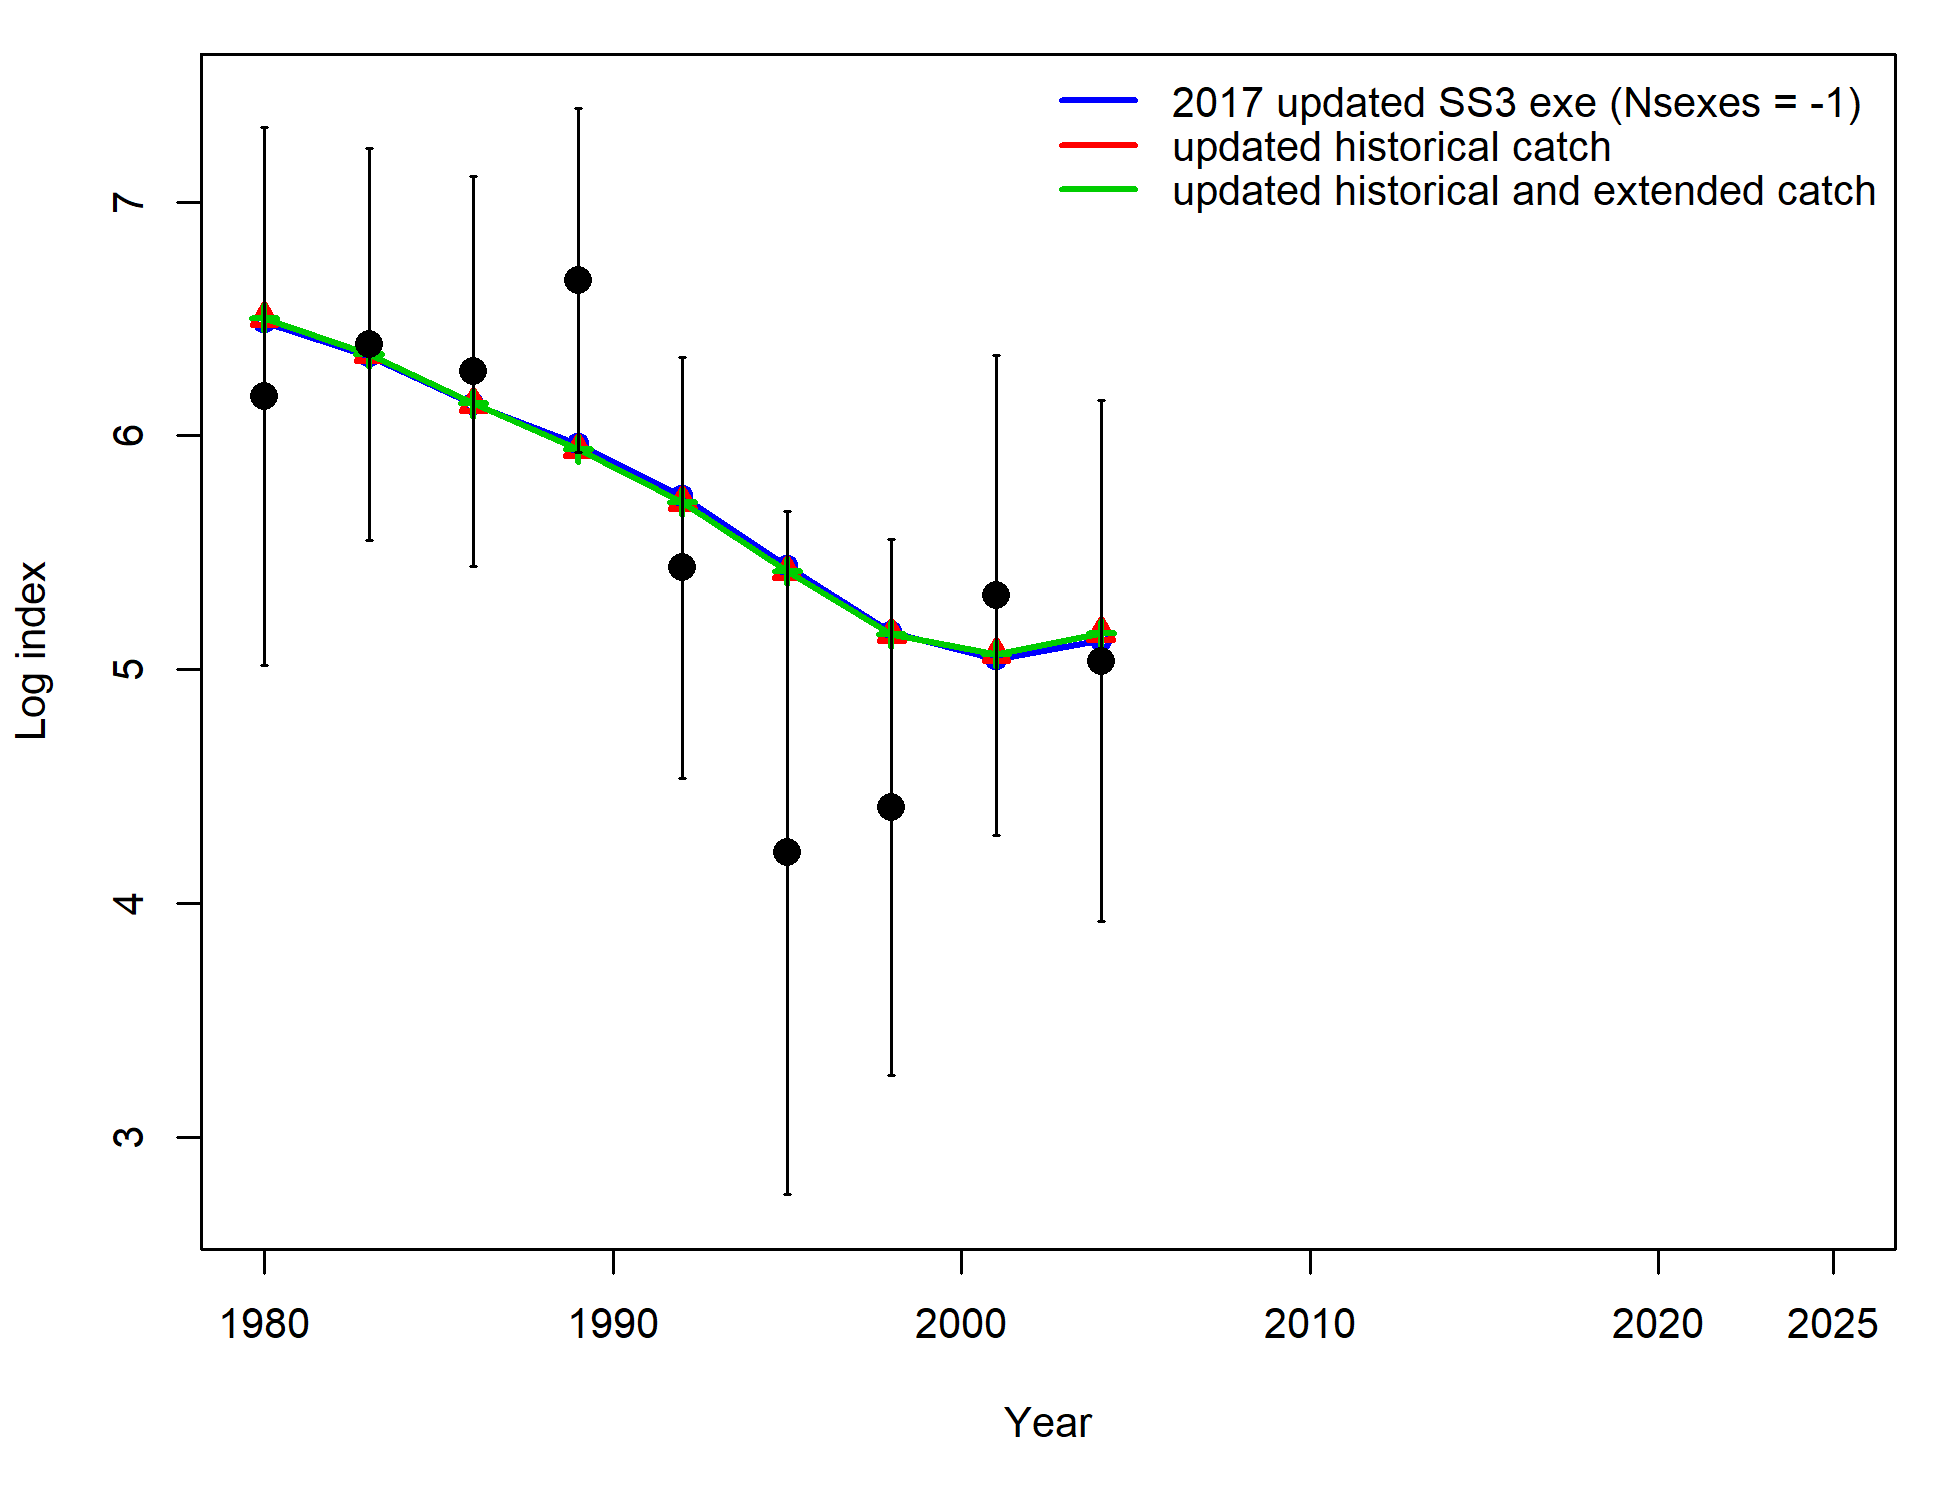 2017 updated SS3 exe (Nsexes = -1)
updated historical catch
updated historical and extended catch
7
6
5
4
3
Log index
1980 1990 2000 2010 2020 2025
Year